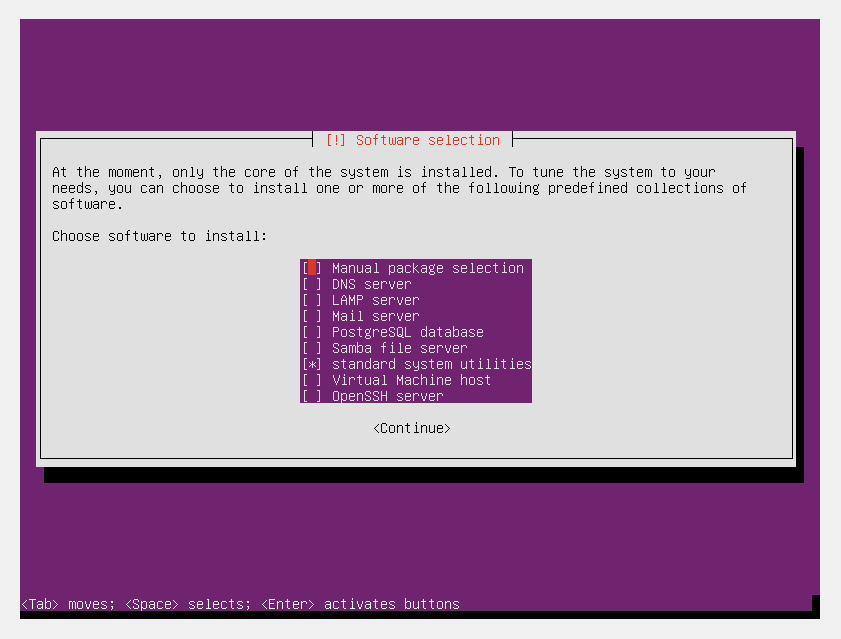 [!] Software selection
At the moment, only the core of the system is installed. To tune the system to your
needs, you can choose to install one or more of the following predefined collections of
software.
Choose software to install:
[ ] Manual package selection
[ ] DNS server
[ ] LAMP server
[ ] Mail server
[ ] PostgreSQL database
[ ] Samba file server
[*] standard system utilities
[ ] Virtual Machine host
[ ] OpenSSH server
<Continue>
<Tab> moves; <Space> selects; <Enter> activates buttons